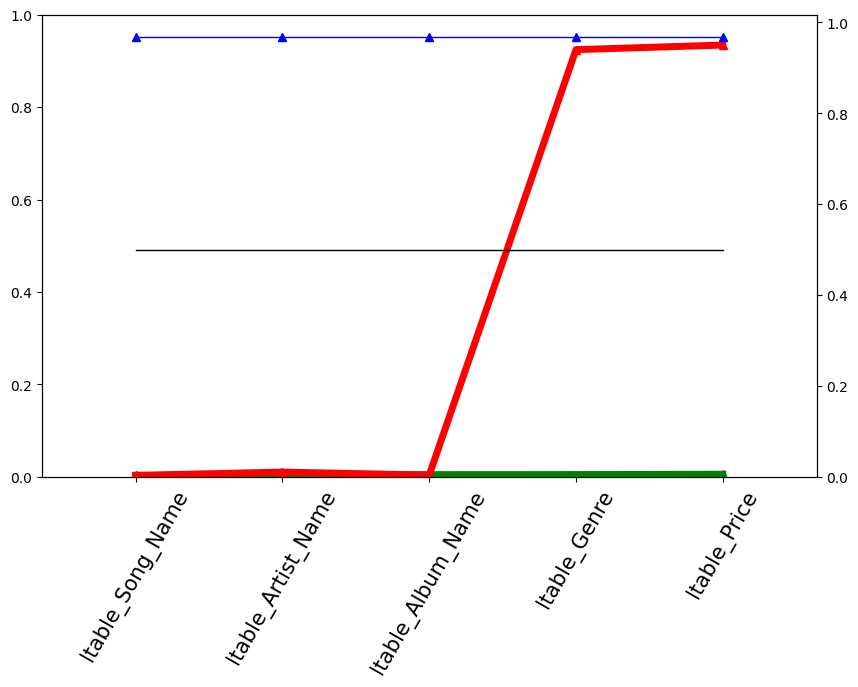 1.0
0.8
0.6
0.4
0.2
0.0
1.0
0.8
0.6
0.4
0.2
0.0
ltable_Song_Name
ltable_Artist_Name
ltable_Album_Name
ltable_Genre
ltable_Price